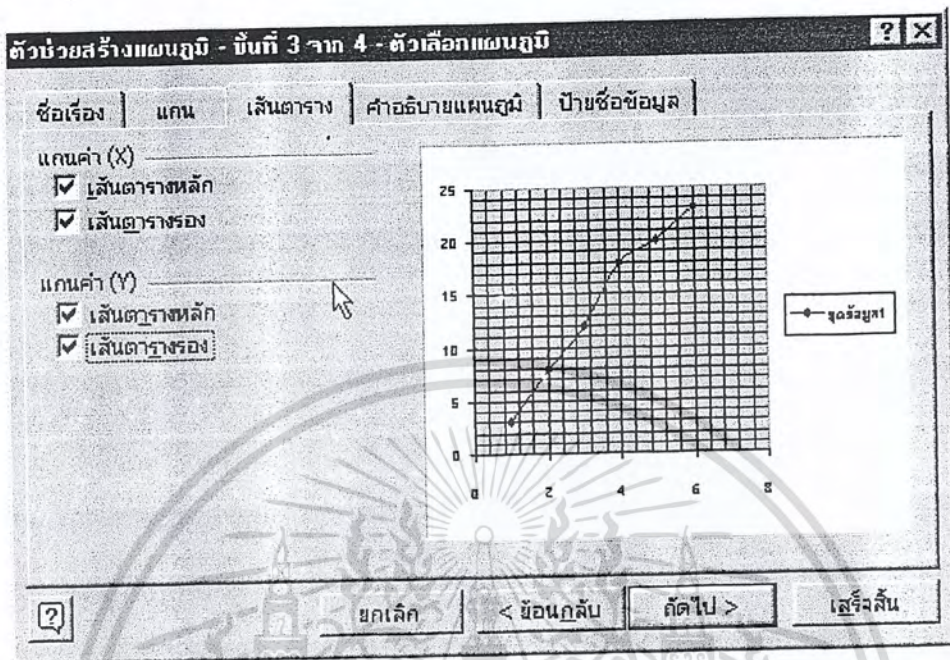 ตัวช่วยสร้างแผนภูมิ - ขั้นที่ 3 จาก 4 - ตัวเลือกแผนภูมิ
ชื่อเรื่อง แกน เส้นตาราง คำอธิบายแผนภูมิ ป้ายชื่อข้อมูล
แกนค่า (X)
เส้นตารางหลัก
เส้นตารางรอง
แกนค่า (Y)
เส้นตารางหลัก
เส้นตารางรอง
25
20
15
10
5
0
0 2 4 6 8
ชุดข้อมูล1
ยกเลิก < ย้อนกลับ ถัดไป > เสร็จสิ้น